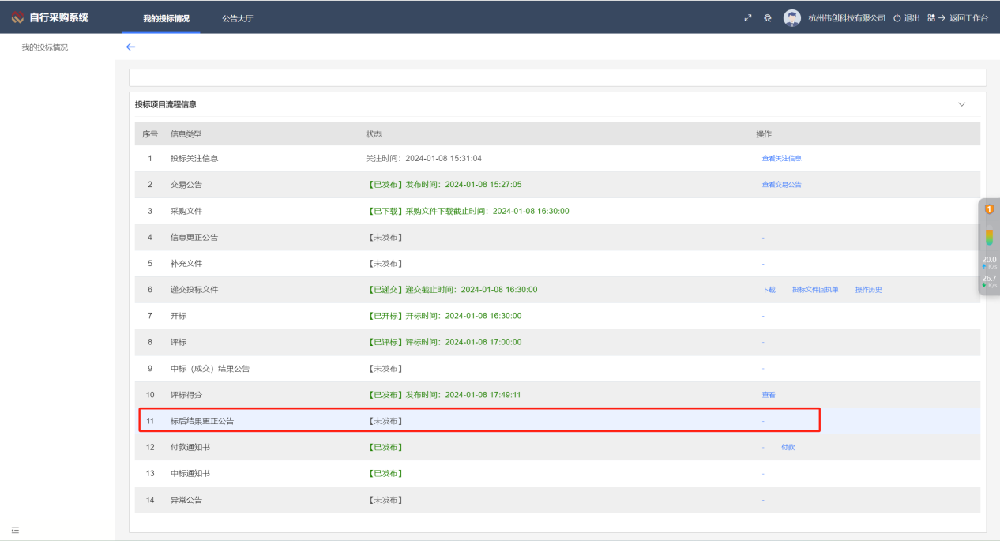 自行采购系统 我的投标情况 公告大厅 杭州伟创科技有限公司 退出 返回工作台
我的投标情况
投标项目流程信息
序号 信息类型 状态 操作
1 投标关注信息 关注时间：2024-01-08 15:31:04 查看关注信息
2 交易公告 【已发布】发布时间：2024-01-08 15:27:05 查看交易公告
3 采购文件 【已下载】采购文件下载截止时间：2024-01-08 16:30:00
4 信息更正公告 【未发布】 -
5 补充文件 【未发布】 -
6 递交投标文件 【已递交】递交截止时间：2024-01-08 16:30:00 下载 投标文件回执单 操作历史
7 开标 【已开标】开标时间：2024-01-08 16:30:00 -
8 评标 【已评标】评标时间：2024-01-08 17:00:00 -
9 中标（成交）结果公告 【未发布】 -
10 评标得分 【已发布】发布时间：2024-01-08 17:49:11 查看
11 标后结果更正公告 【未发布】 -
12 付款通知书 【已发布】 - 付款
13 中标通知书 【已发布】 -
14 异常公告 【未发布】 -
1
20.0
K/s
26.7
K/s